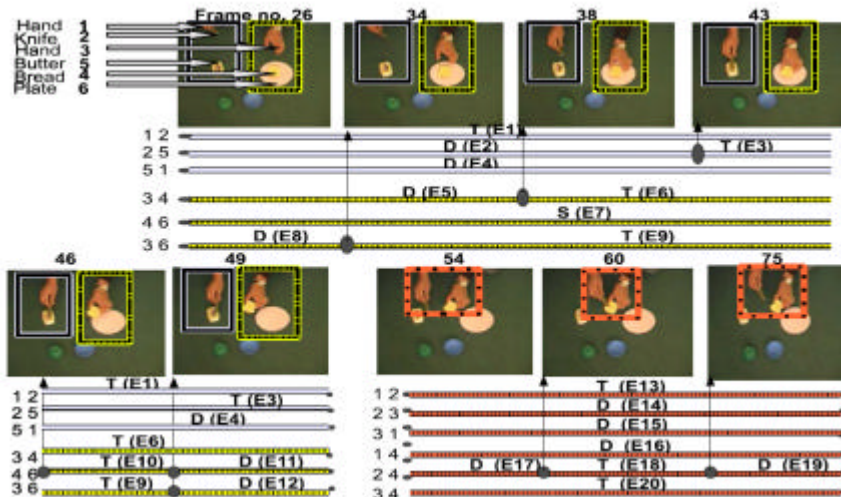 Hand 1 Frame no. 26 34 38 43
Knife 2
Hand 3
Butter 5
Bread 4
Plate 6
1 2 T (E1)
2 5 D (E2) T (E3)
5 1 D (E4)
3 4 D (E5) T (E6)
4 6 S (E7)
3 6 D (E8) T (E9)
46 49 54 60 75
1 2 T (E1)
2 5 T (E3)
5 1 D (E4)
3 4 T (E6)
4 6 T (E10) D (E11)
3 6 T (E9) D (E12)
1 2 T (E13)
2 3 D (E14)
3 1 D (E15)
1 4 D (E16)
2 4 D (E17) T (E18) D (E19)
3 4 T (E20)